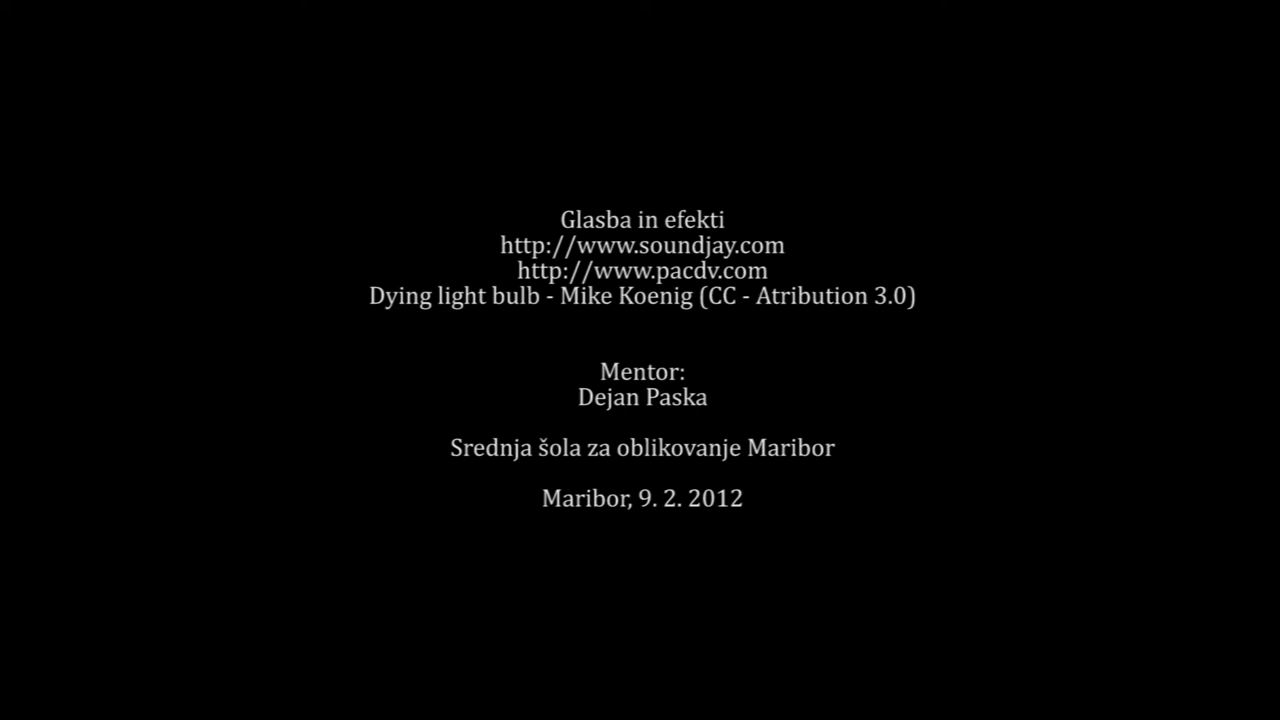 Glasba in efekti
http://www.soundjay.com
http://www.pacdv.com
Dying light bulb - Mike Koenig (CC - Atribution 3.0)
Mentor:
Dejan Paska
Srednja šola za oblikovanje Maribor
Maribor, 9. 2. 2012